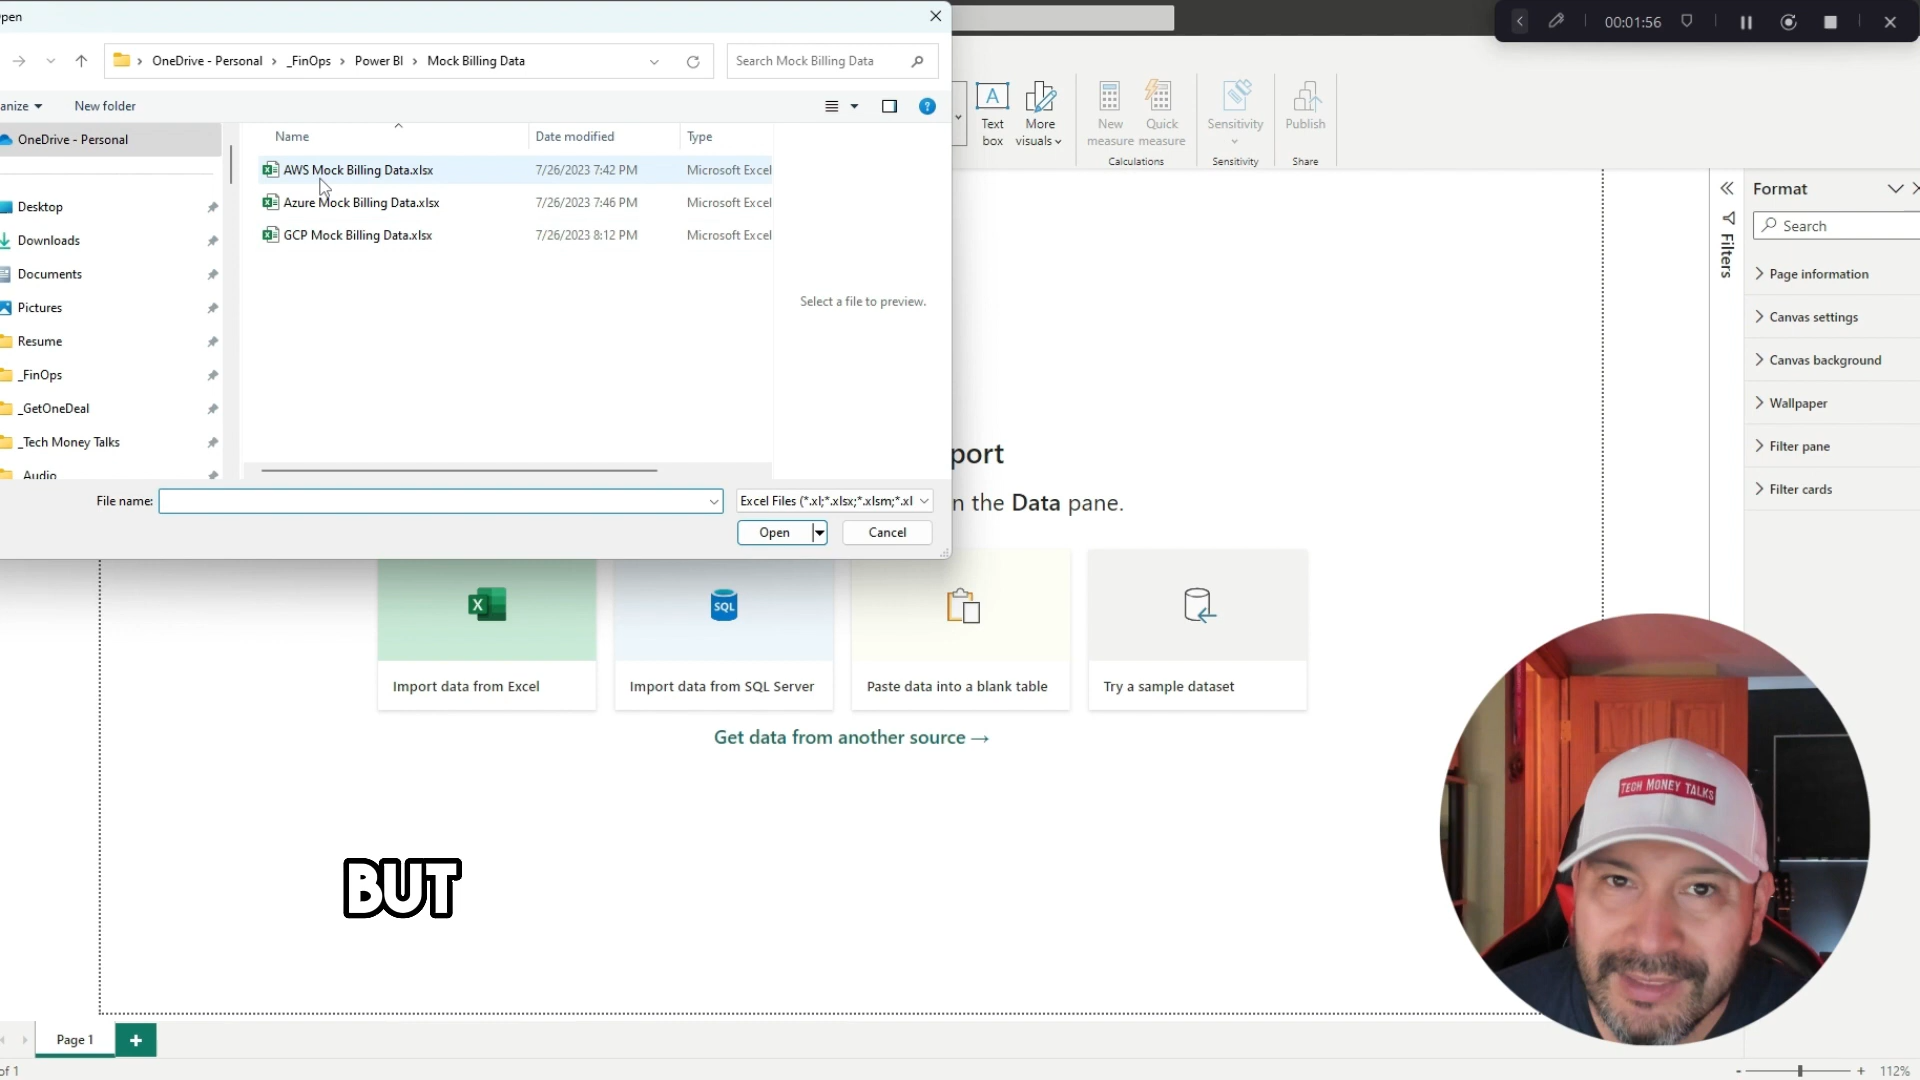 pen
00:01:56
OneDrive - Personal > _FinOps > Power BI > Mock Billing Data
Search Mock Billing Data
anize
New folder
OneDrive - Personal
Desktop
Downloads
Documents
Pictures
Resume
_FinOps
_GetOneDeal
_Tech Money Talks
Audio
Name Date modified Type
AWS Mock Billing Data.xlsx 7/26/2023 7:42 PM Microsoft Excel
Azure Mock Billing Data.xlsx 7/26/2023 7:46 PM Microsoft Excel
GCP Mock Billing Data.xlsx 7/26/2023 8:12 PM Microsoft Excel
Select a file to preview.
File name:
Excel Files (*.xl;*.xlsx;*.xlsm;*.xl
Open
Cancel
Text box
More visuals
New measure
Quick measure
Calculations
Sensitivity
Sensitivity
Publish
Share
port
n the Data pane.
Import data from Excel
SQL
Import data from SQL Server
Paste data into a blank table
Try a sample dataset
Get data from another source →
Filters
Format
Search
Page information
Canvas settings
Canvas background
Wallpaper
Filter pane
Filter cards
TECH MONEY TALKS
BUT
Page 1
of 1
- + 112%